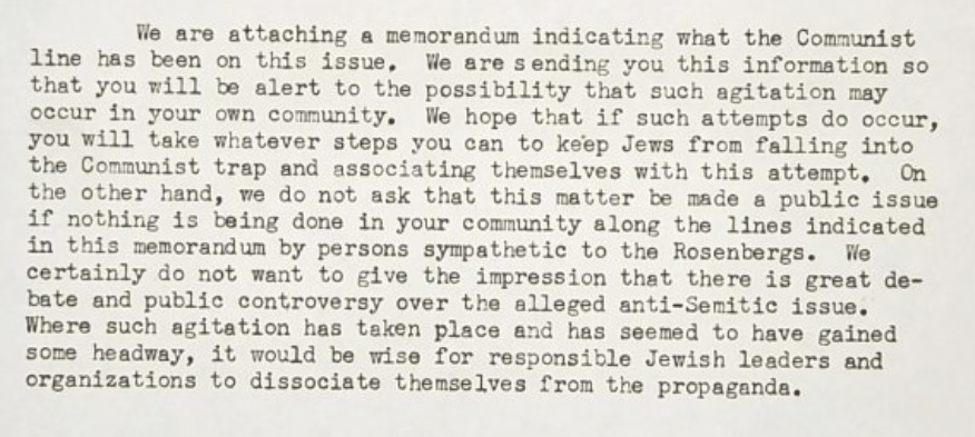 We are attaching a memorandum indicating what the Communist
line has been on this issue. We are sending you this information so
that you will be alert to the possibility that such agitation may
occur in your own community. We hope that if such attempts do occur,
you will take whatever steps you can to keep Jews from falling into
the Communist trap and associating themselves with this attempt. On
the other hand, we do not ask that this matter be made a public issue
if nothing is being done in your community along the lines indicated
in this memorandum by persons sympathetic to the Rosenbergs. We
certainly do not want to give the impression that there is great de-
bate and public controversy over the alleged anti-Semitic issue.
Where such agitation has taken place and has seemed to have gained
some headway, it would be wise for responsible Jewish leaders and
organizations to dissociate themselves from the propaganda.